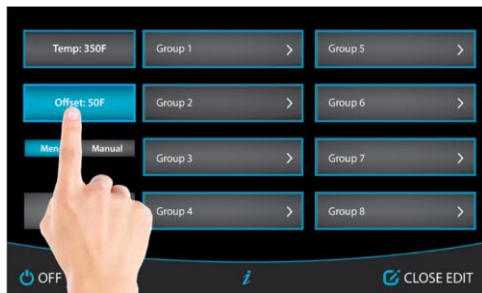 Temp: 350F
Offset: 50F
Manual
Group 1
Group 2
Group 3
Group 4
Group 5
Group 6
Group 7
Group 8
OFF
i
CLOSE EDIT